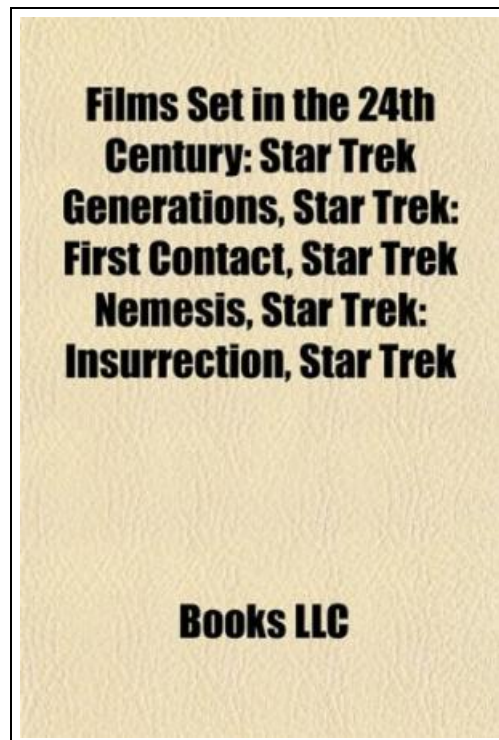 Films Set in the 24th
Century: Star Trek
Generations, Star Trek:
First Contact, Star Trek
Nemesis, Star Trek:
Insurrection, Star Trek
Books LLC